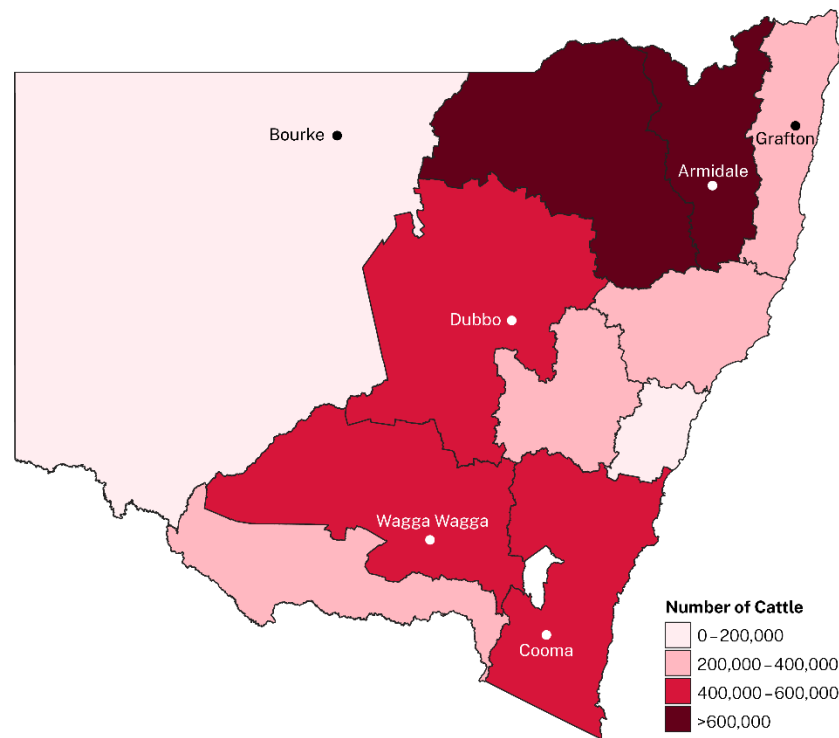 Bourke
Grafton
Armidale
Dubbo
Wagga Wagga
Cooma
Number of Cattle
0–200,000
200,000–400,000
400,000–600,000
>600,000